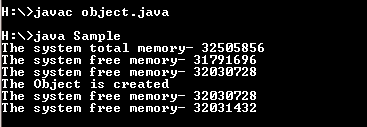 H:\>javac object.java
H:\>java Sample
The system total memory- 32505856
The system free memory- 31791696
The system free memory- 32030728
The Object is created
The system free memory- 32030728
The system free memory- 32031432